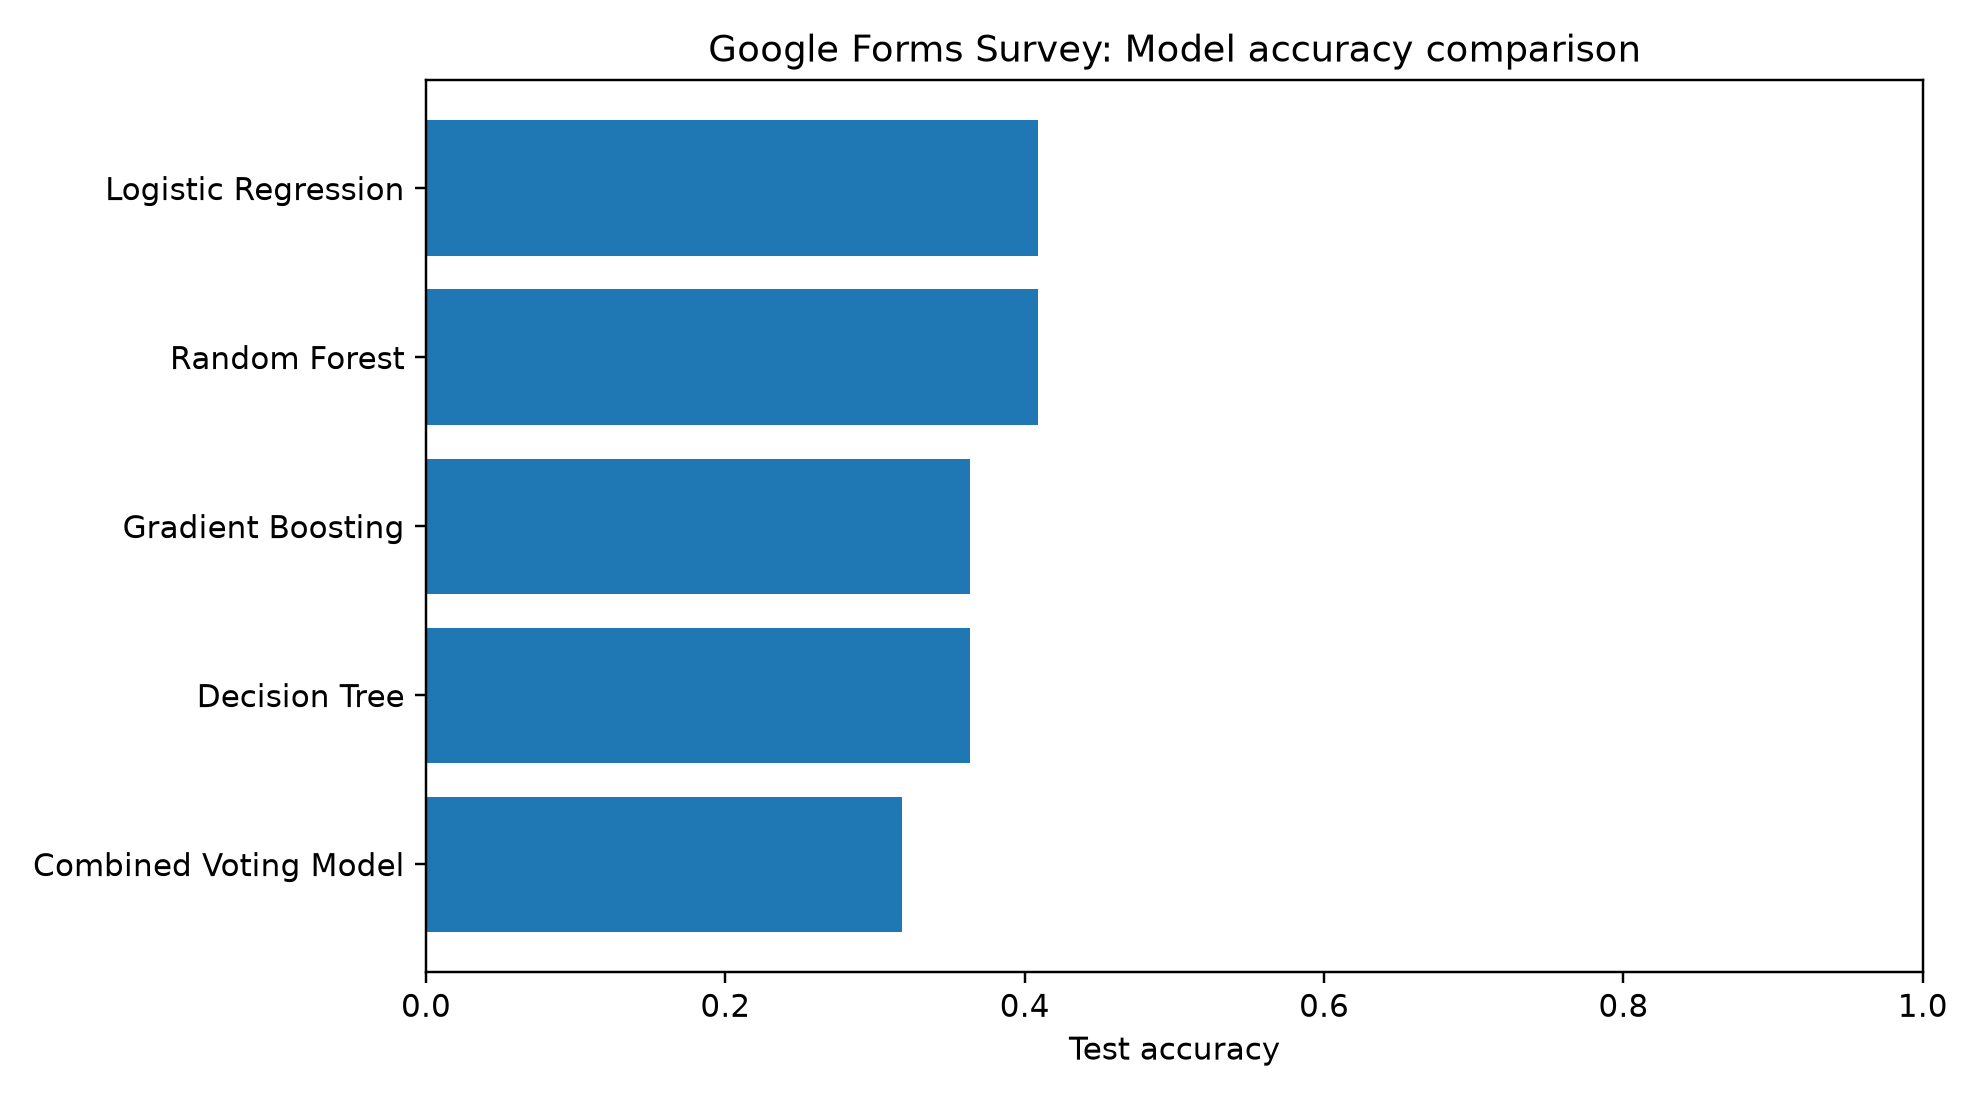 Google Forms Survey: Model accuracy comparison
Logistic Regression
Random Forest
Gradient Boosting
Decision Tree
Combined Voting Model
0.0 0.2 0.4 0.6 0.8 1.0
Test accuracy